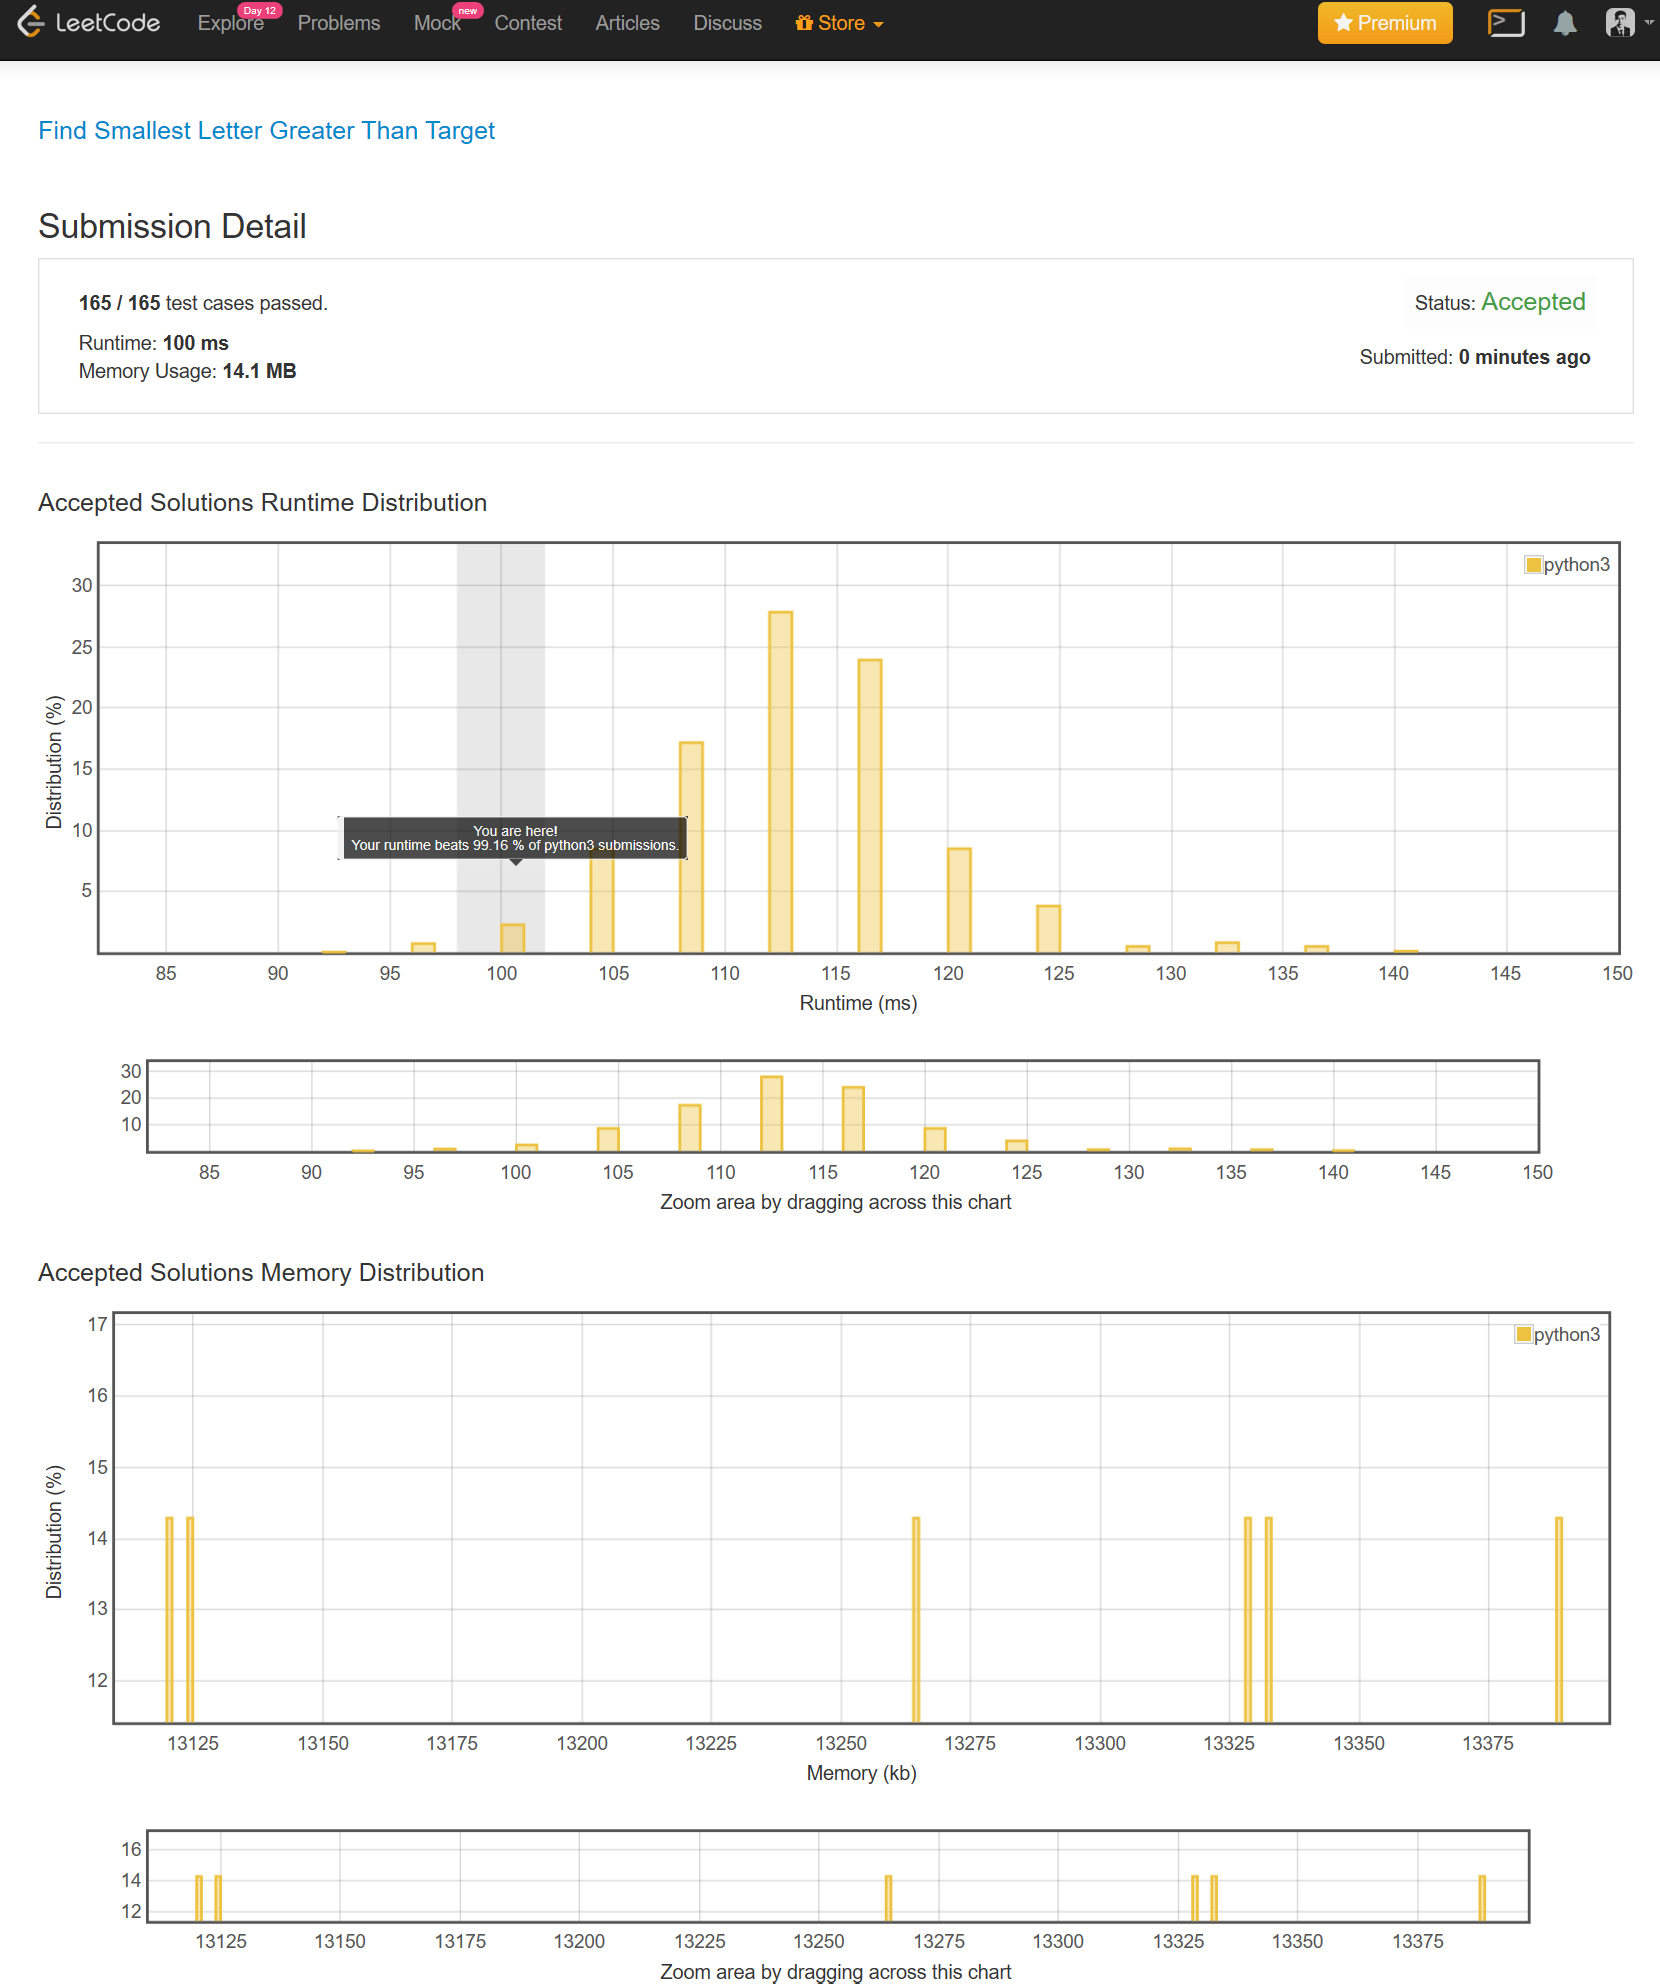 LeetCode Explore Day 12 Problems Mock new Contest Articles Discuss Store Premium
Find Smallest Letter Greater Than Target
Submission Detail
165 / 165 test cases passed.
Status: Accepted
Runtime: 100 ms
Submitted: 0 minutes ago
Memory Usage: 14.1 MB
Accepted Solutions Runtime Distribution
python3
30
25
20
15
10
5
Distribution (%)
You are here!
Your runtime beats 99.16 % of python3 submissions.
85 90 95 100 105 110 115 120 125 130 135 140 145 150
Runtime (ms)
30
20
10
85 90 95 100 105 110 115 120 125 130 135 140 145 150
Zoom area by dragging across this chart
Accepted Solutions Memory Distribution
python3
17
16
15
14
13
12
Distribution (%)
13125 13150 13175 13200 13225 13250 13275 13300 13325 13350 13375
Memory (kb)
16
14
12
13125 13150 13175 13200 13225 13250 13275 13300 13325 13350 13375
Zoom area by dragging across this chart